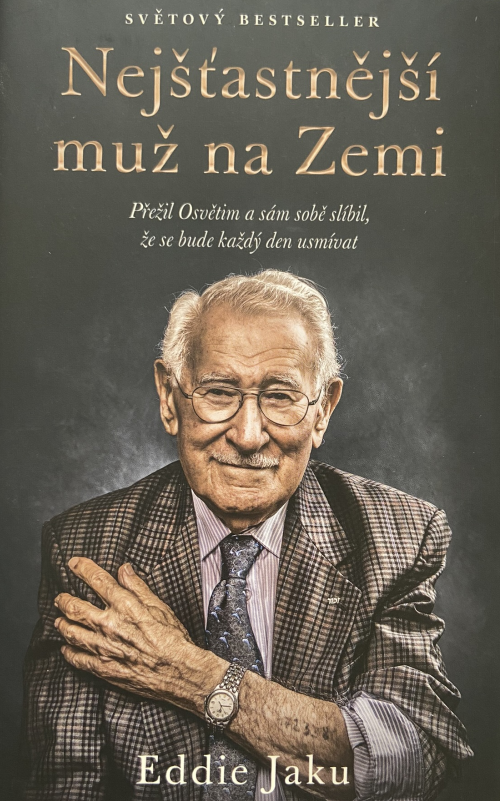 SVĚTOVÝ BESTSELLER
Nejšťastnější
muž na Zemi
Přežil Osvětim a sám sobě slíbil,
že se bude každý den usmívat
Eddie Jaku